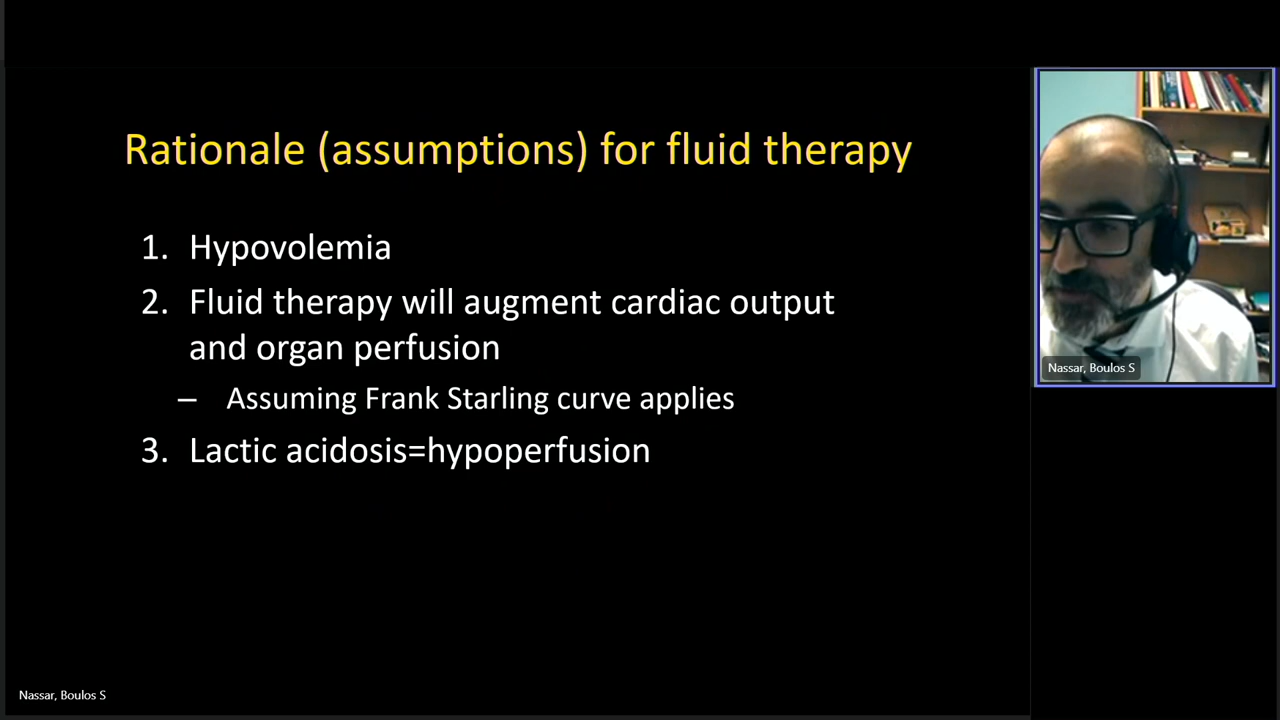 Rationale (assumptions) for fluid therapy
1. Hypovolemia
2. Fluid therapy will augment cardiac output
and organ perfusion
– Assuming Frank Starling curve applies
3. Lactic acidosis=hypoperfusion
Nassar, Boulos S
Nassar, Boulos S